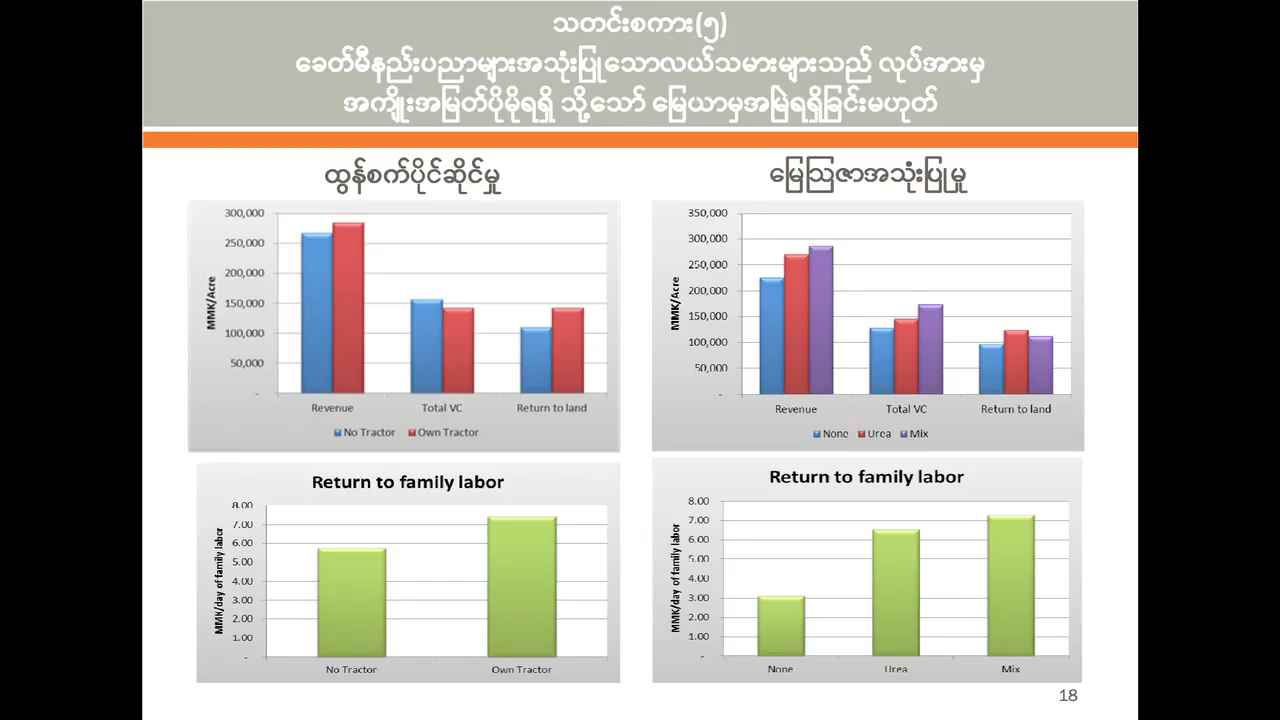 သတင်းစကား(၅)
ခေတ်မီနည်းပညာများအသုံးပြုသောလယ်သမားများသည် လုပ်အားမှ
အကျိုးအမြတ်ပိုမိုရရှိ သို့သော် မြေယာမှအမြဲရရှိခြင်းမဟုတ်
ထွန်စက်ပိုင်ဆိုင်မှု
300,000
250,000
200,000
150,000
100,000
50,000
-
MMK/Acre
Revenue Total VC Return to land
No Tractor Own Tractor
မြေဩဇာအသုံးပြုမှု
350,000
300,000
250,000
200,000
150,000
100,000
50,000
-
MMK/Acre
Revenue Total VC Return to land
None Urea Mix
Return to family labor
8.00
7.00
6.00
5.00
4.00
3.00
2.00
1.00
-
MMK/day of family labor
No Tractor Own Tractor
Return to family labor
8.00
7.00
6.00
5.00
4.00
3.00
2.00
1.00
-
MMK/day of family labor
None Urea Mix
18